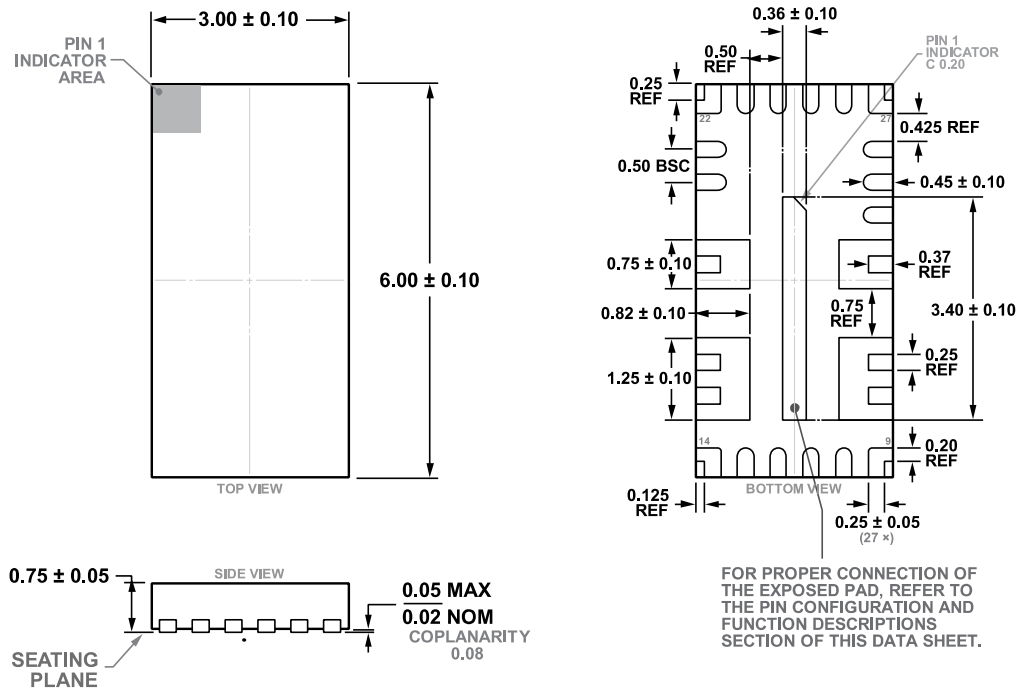 3.00 ± 0.10
PIN 1
INDICATOR
AREA
6.00 ± 0.10
TOP VIEW
0.36 ± 0.10
0.50
REF
PIN 1
INDICATOR
C 0.20
0.25
REF
22
27
0.425 REF
0.50 BSC
0.45 ± 0.10
0.75 ± 0.10
0.37
REF
0.82 ± 0.10
0.75
REF
3.40 ± 0.10
0.25
REF
1.25 ± 0.10
14
9
0.20
REF
BOTTOM VIEW
0.125
REF
0.25 ± 0.05
(27 ×)
0.75 ± 0.05
SIDE VIEW
0.05 MAX
0.02 NOM
COPLANARITY
0.08
SEATING
PLANE
FOR PROPER CONNECTION OF
THE EXPOSED PAD, REFER TO
THE PIN CONFIGURATION AND
FUNCTION DESCRIPTIONS
SECTION OF THIS DATA SHEET.